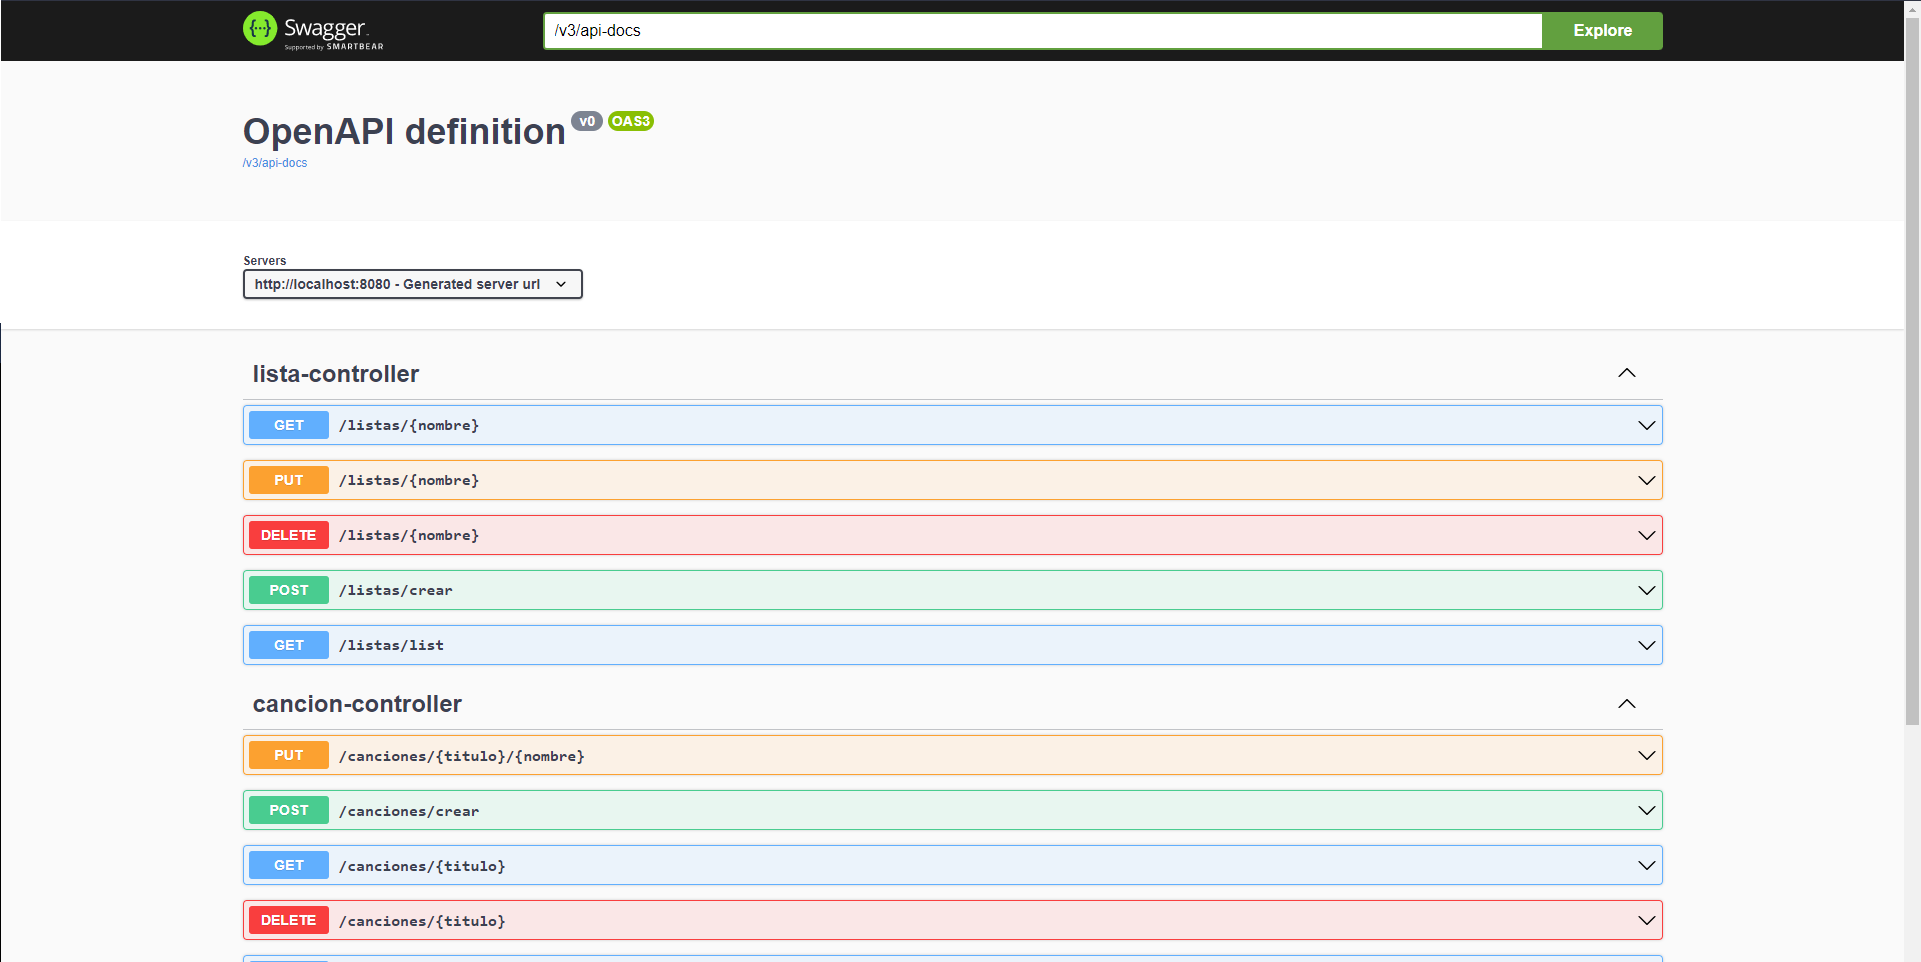 Swagger
Supported by SMARTBEAR
/v3/api-docs
Explore
OpenAPI definition v0 OAS3
/v3/api-docs
Servers
http://localhost:8080 - Generated server url
lista-controller
GET /listas/{nombre}
PUT /listas/{nombre}
DELETE /listas/{nombre}
POST /listas/crear
GET /listas/list
cancion-controller
PUT /canciones/{titulo}/{nombre}
POST /canciones/crear
GET /canciones/{titulo}
DELETE /canciones/{titulo}